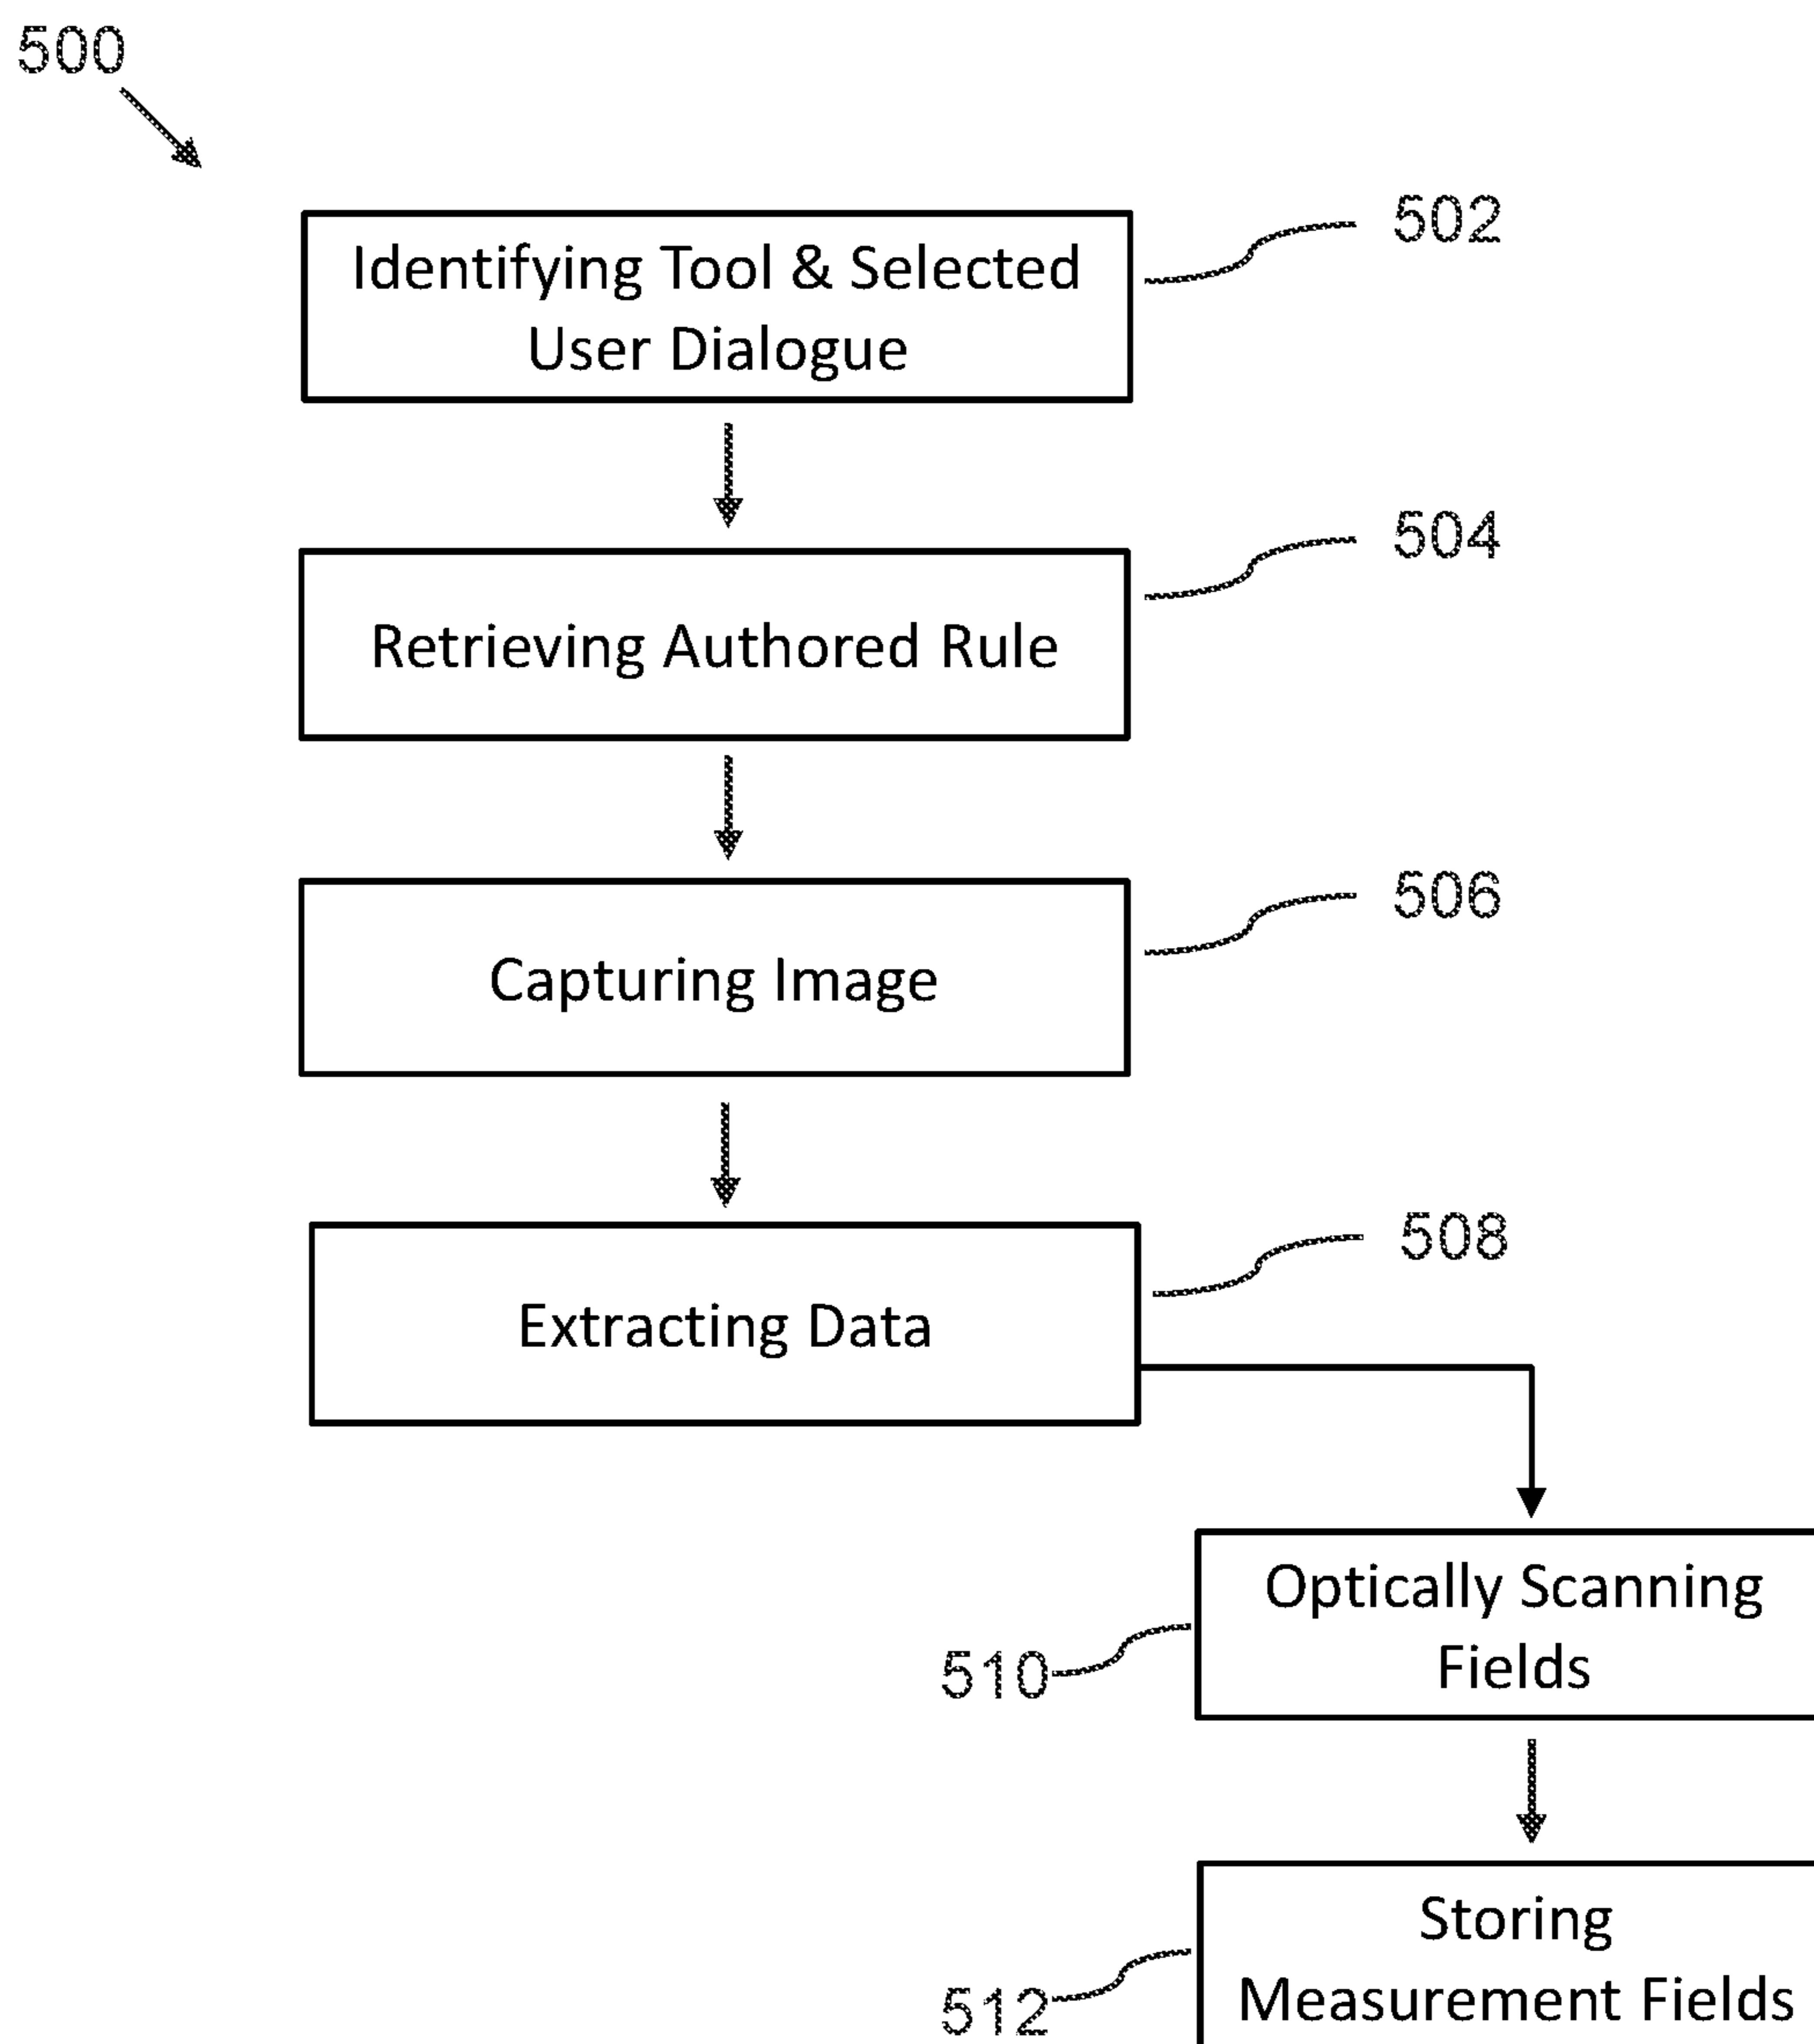 500
502
Identifying Tool & Selected
User Dialogue
504
Retrieving Authored Rule
506
Capturing Image
508
Extracting Data
Optically Scanning
Fields
510
Storing
Measurement Fields
512